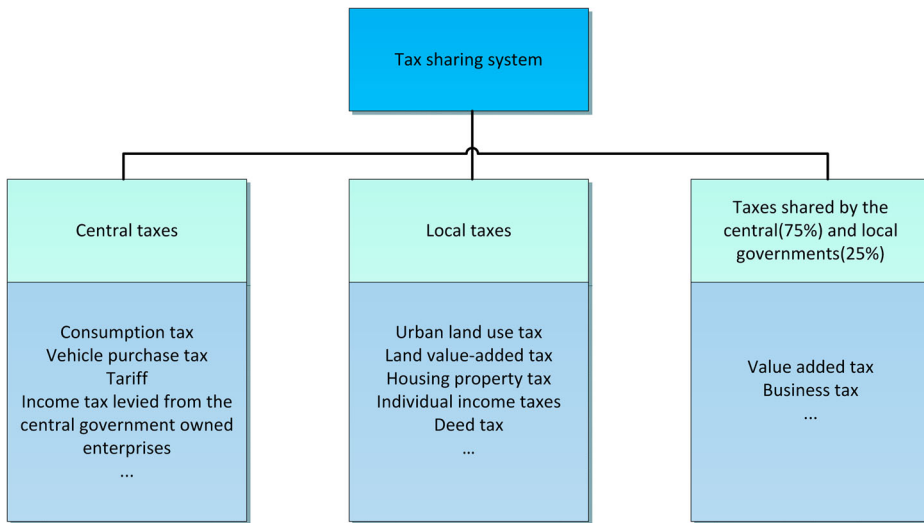 Tax sharing system
Central taxes
Consumption tax
Vehicle purchase tax
Tariff
Income tax levied from the
central government owned
enterprises
...
Local taxes
Urban land use tax
Land value-added tax
Housing property tax
Individual income taxes
Deed tax
...
Taxes shared by the
central(75%) and local
governments(25%)
Value added tax
Business tax
...